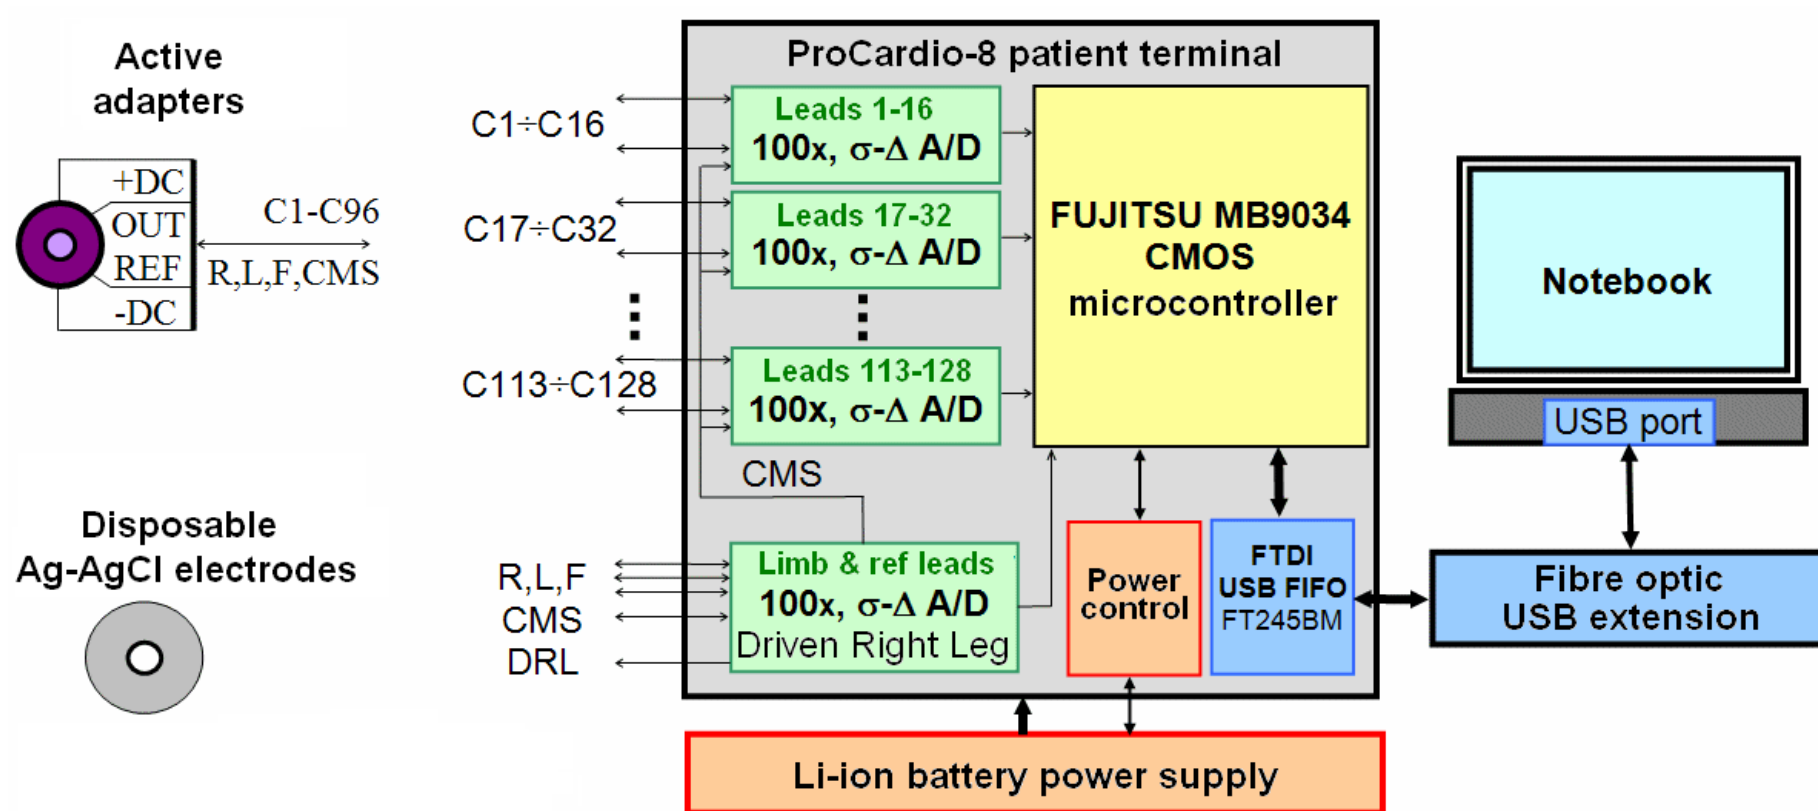 Active
adapters
+DC
OUT
REF
-DC
C1-C96
R,L,F,CMS
Disposable
Ag-AgCl electrodes
C1÷C16
C17÷C32
C113÷C128
R,L,F
CMS
DRL
ProCardio-8 patient terminal
Leads 1-16
100x, σ-Δ A/D
Leads 17-32
100x, σ-Δ A/D
Leads 113-128
100x, σ-Δ A/D
CMS
Limb & ref leads
100x, σ-Δ A/D
Driven Right Leg
FUJITSU MB9034
CMOS
microcontroller
Power
control
FTDI
USB FIFO
FT245BM
Li-ion battery power supply
Notebook
USB port
Fibre optic
USB extension